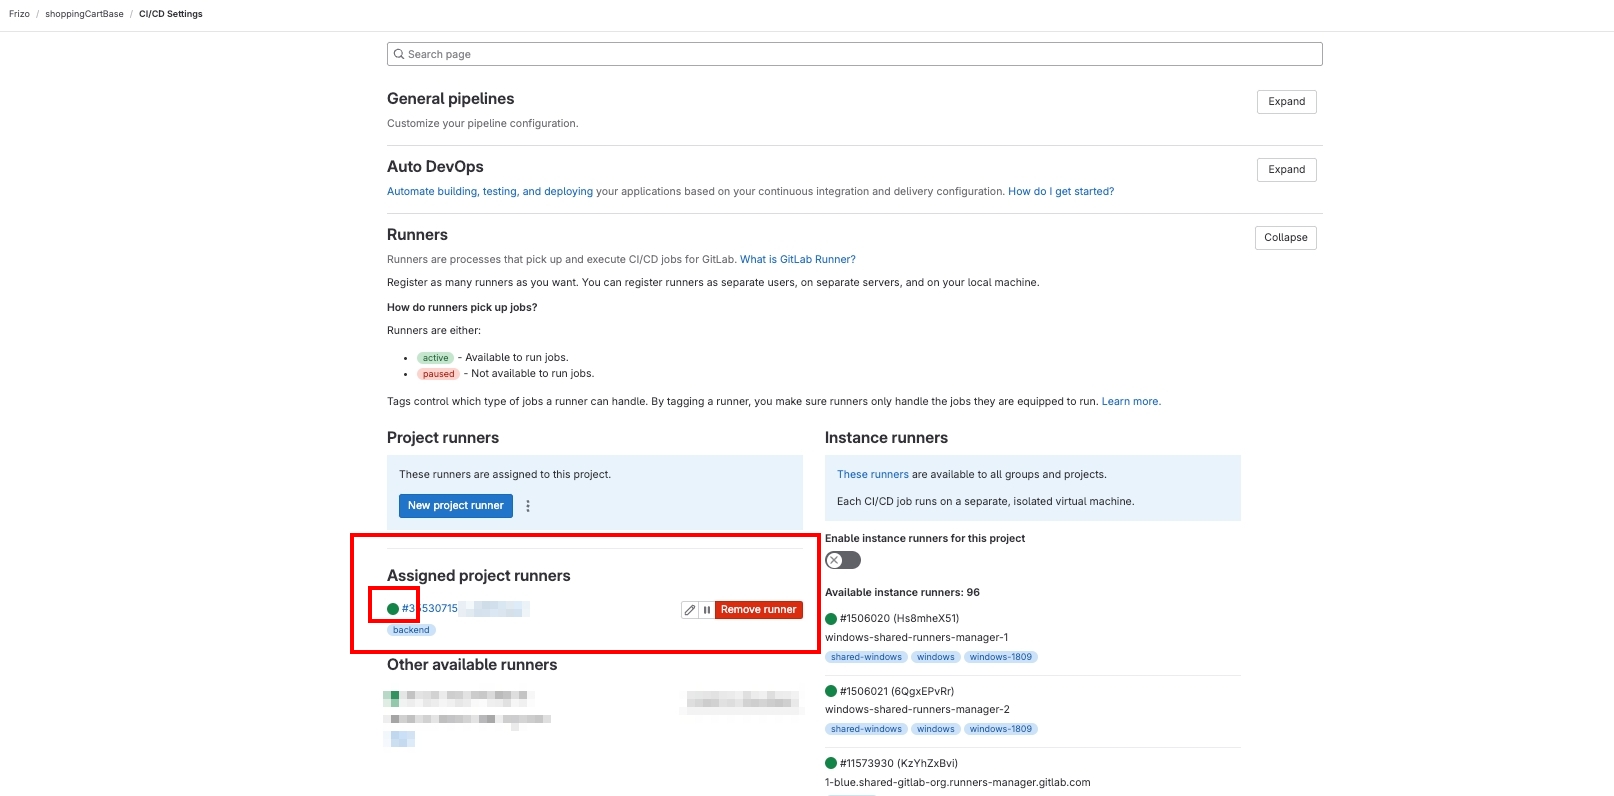 Frizo / shoppingCartBase / CI/CD Settings
Search page
General pipelines
Expand
Customize your pipeline configuration.
Auto DevOps
Expand
Automate building, testing, and deploying your applications based on your continuous integration and delivery configuration. How do I get started?
Runners
Collapse
Runners are processes that pick up and execute CI/CD jobs for GitLab. What is GitLab Runner?
Register as many runners as you want. You can register runners as separate users, on separate servers, and on your local machine.
How do runners pick up jobs?
Runners are either:
active - Available to run jobs.
paused - Not available to run jobs.
Tags control which type of jobs a runner can handle. By tagging a runner, you make sure runners only handle the jobs they are equipped to run. Learn more.
Project runners
These runners are assigned to this project.
New project runner
Assigned project runners
Remove runner
backend
Other available runners
Instance runners
These runners are available to all groups and projects.
Each CI/CD job runs on a separate, isolated virtual machine.
Enable instance runners for this project
Available instance runners: 96
#1506020 (Hs8mheX51)
windows-shared-runners-manager-1
shared-windows windows windows-1809
#1506021 (6QgxEPvRr)
windows-shared-runners-manager-2
shared-windows windows windows-1809
#11573930 (KzYhZxBvi)
1-blue.shared-gitlab-org.runners-manager.gitlab.com